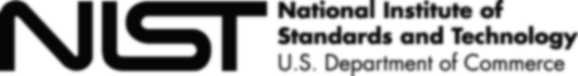 NIST
National Institute of
Standards and Technology
U.S. Department of Commerce